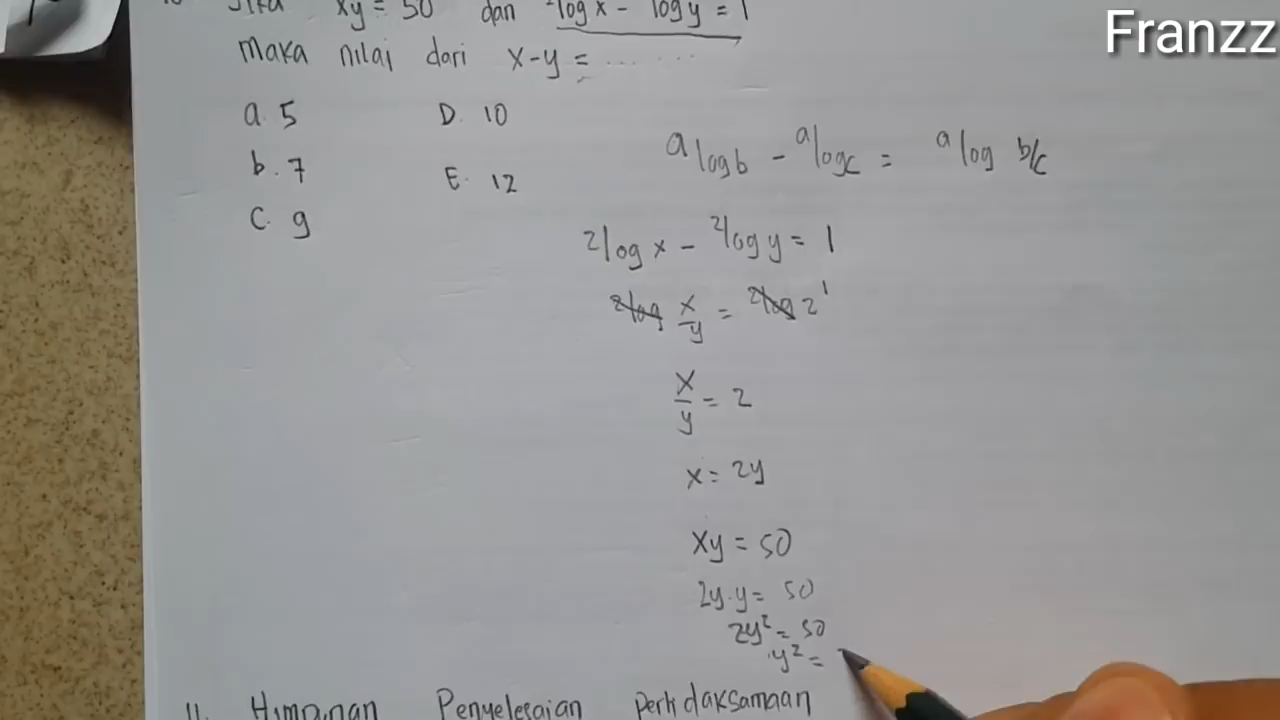 Franzz
Jika xy = 50 dan ²log x - ²log y = 1
maka nilai dari x-y = ........
a. 5
D. 10
b. 7
E. 12
C. 9
ᵃlog b - ᵃlog c = ᵃlog b/c
²log x - ²log y = 1
²log x/y = ²log 2¹
x/y = 2
x = 2y
xy = 50
2y.y = 50
2y² = 50
y² =
11. Himpunan Penyelesaian pertidaksamaan